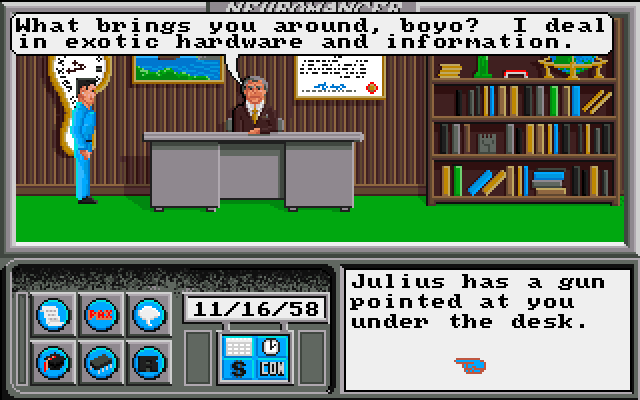 NEUROMANCER
What brings you around, boyo?  I deal
in exotic hardware and information.
PAX
11/16/58
$
CON
R
Julius has a gun
pointed at you
under the desk.